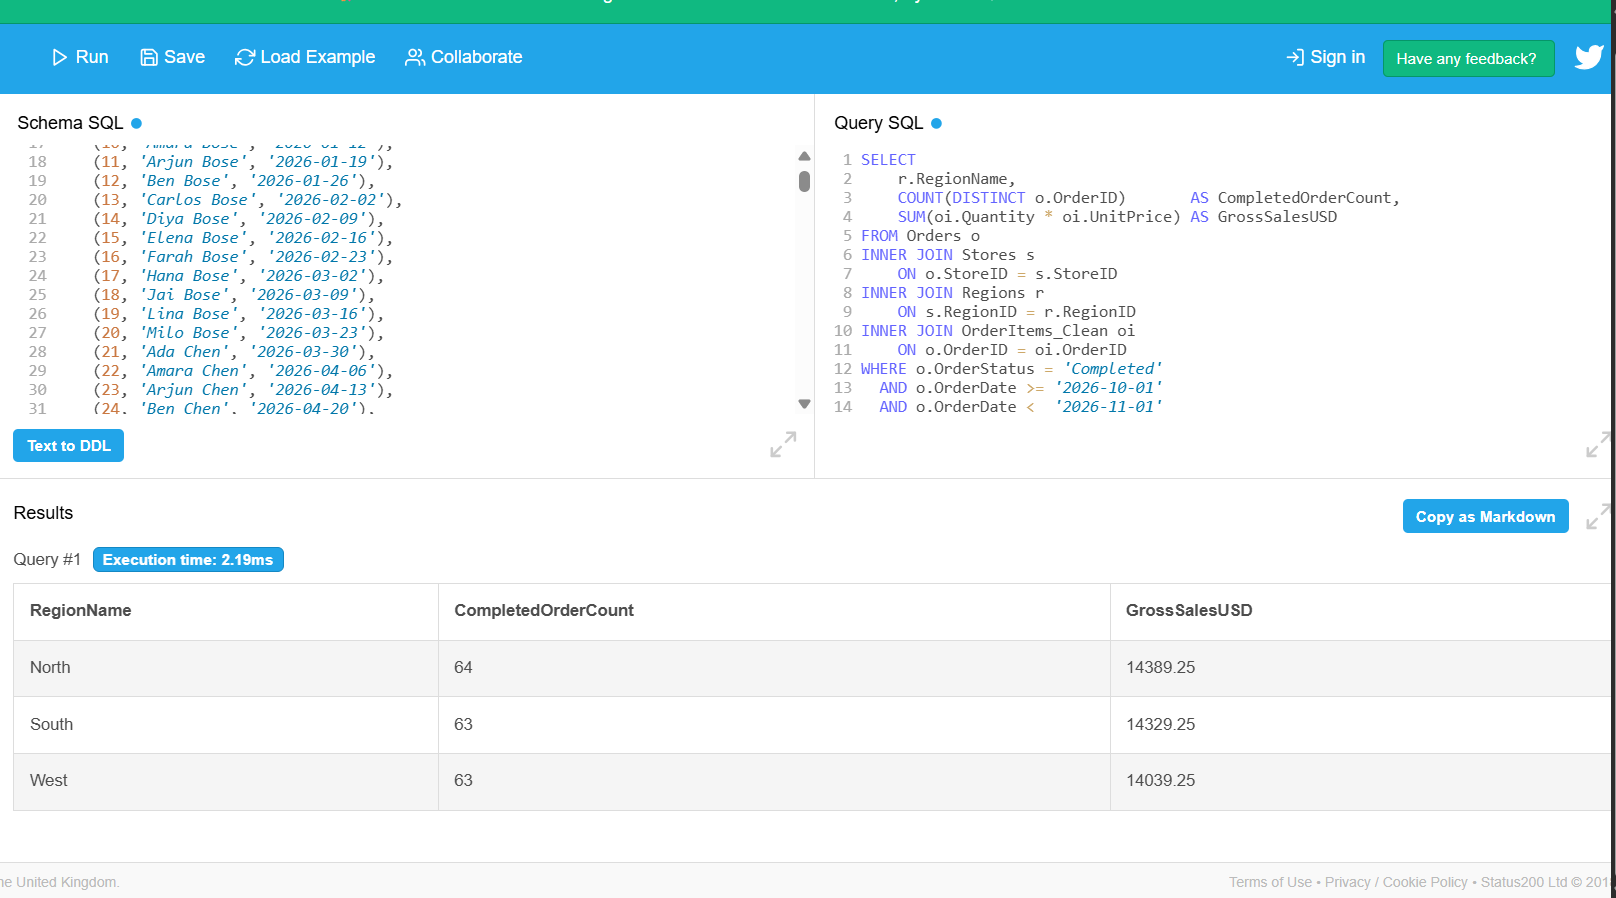 Run
Save
Load Example
Collaborate
Sign in
Have any feedback?
Schema SQL
18 (11, 'Arjun Bose', '2026-01-19'),
19 (12, 'Ben Bose', '2026-01-26'),
20 (13, 'Carlos Bose', '2026-02-02'),
21 (14, 'Diya Bose', '2026-02-09'),
22 (15, 'Elena Bose', '2026-02-16'),
23 (16, 'Farah Bose', '2026-02-23'),
24 (17, 'Hana Bose', '2026-03-02'),
25 (18, 'Jai Bose', '2026-03-09'),
26 (19, 'Lina Bose', '2026-03-16'),
27 (20, 'Milo Bose', '2026-03-23'),
28 (21, 'Ada Chen', '2026-03-30'),
29 (22, 'Amara Chen', '2026-04-06'),
30 (23, 'Arjun Chen', '2026-04-13'),
31 (24, 'Ben Chen', '2026-04-20'),
Text to DDL
Query SQL
1 SELECT
2 r.RegionName,
3 COUNT(DISTINCT o.OrderID) AS CompletedOrderCount,
4 SUM(oi.Quantity * oi.UnitPrice) AS GrossSalesUSD
5 FROM Orders o
6 INNER JOIN Stores s
7 ON o.StoreID = s.StoreID
8 INNER JOIN Regions r
9 ON s.RegionID = r.RegionID
10 INNER JOIN OrderItems_Clean oi
11 ON o.OrderID = oi.OrderID
12 WHERE o.OrderStatus = 'Completed'
13 AND o.OrderDate >= '2026-10-01'
14 AND o.OrderDate < '2026-11-01'
Results
Copy as Markdown
Query #1
Execution time: 2.19ms
RegionName CompletedOrderCount GrossSalesUSD
North 64 14389.25
South 63 14329.25
West 63 14039.25
United Kingdom.
Terms of Use • Privacy / Cookie Policy • Status200 Ltd ©